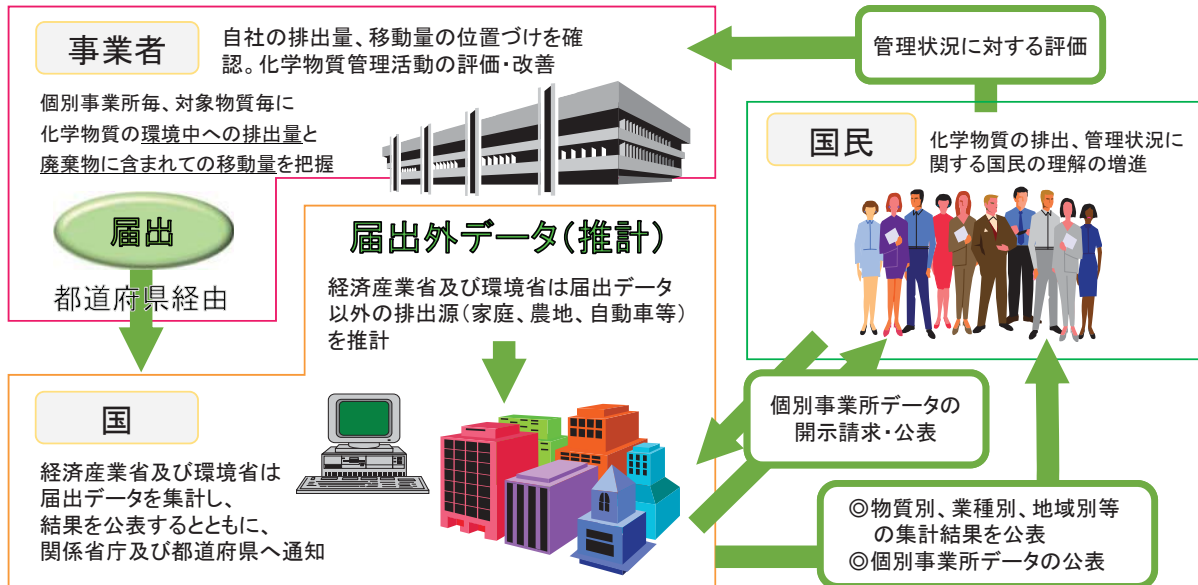 事業者
自社の排出量、移動量の位置づけを確
認。化学物質管理活動の評価・改善
個別事業所毎、対象物質毎に
化学物質の環境中への排出量と
廃棄物に含まれての移動量を把握
届出
都道府県経由
管理状況に対する評価
国民
化学物質の排出、管理状況に
関する国民の理解の増進
届出外データ(推計)
経済産業省及び環境省は届出データ
以外の排出源(家庭、農地、自動車等)
を推計
国
経済産業省及び環境省は
届出データを集計し、
結果を公表するとともに、
関係省庁及び都道府県へ通知
個別事業所データの
開示請求・公表
◎物質別、業種別、地域別等
の集計結果を公表
◎個別事業所データの公表